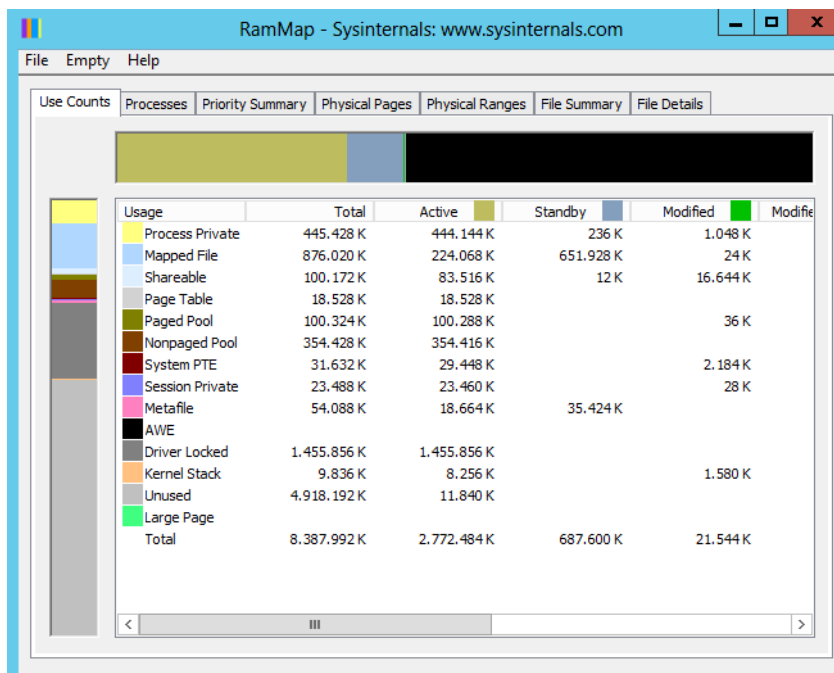 RamMap - Sysinternals: www.sysinternals.com
File Empty Help
Use Counts Processes Priority Summary Physical Pages Physical Ranges File Summary File Details
Usage Total Active Standby Modified Modifie
Process Private 445.428 K 444.144 K 236 K 1.048 K
Mapped File 876.020 K 224.068 K 651.928 K 24 K
Shareable 100.172 K 83.516 K 12 K 16.644 K
Page Table 18.528 K 18.528 K
Paged Pool 100.324 K 100.288 K 36 K
Nonpaged Pool 354.428 K 354.416 K
System PTE 31.632 K 29.448 K 2.184 K
Session Private 23.488 K 23.460 K 28 K
Metafile 54.088 K 18.664 K 35.424 K
AWE
Driver Locked 1.455.856 K 1.455.856 K
Kernel Stack 9.836 K 8.256 K 1.580 K
Unused 4.918.192 K 11.840 K
Large Page
Total 8.387.992 K 2.772.484 K 687.600 K 21.544 K